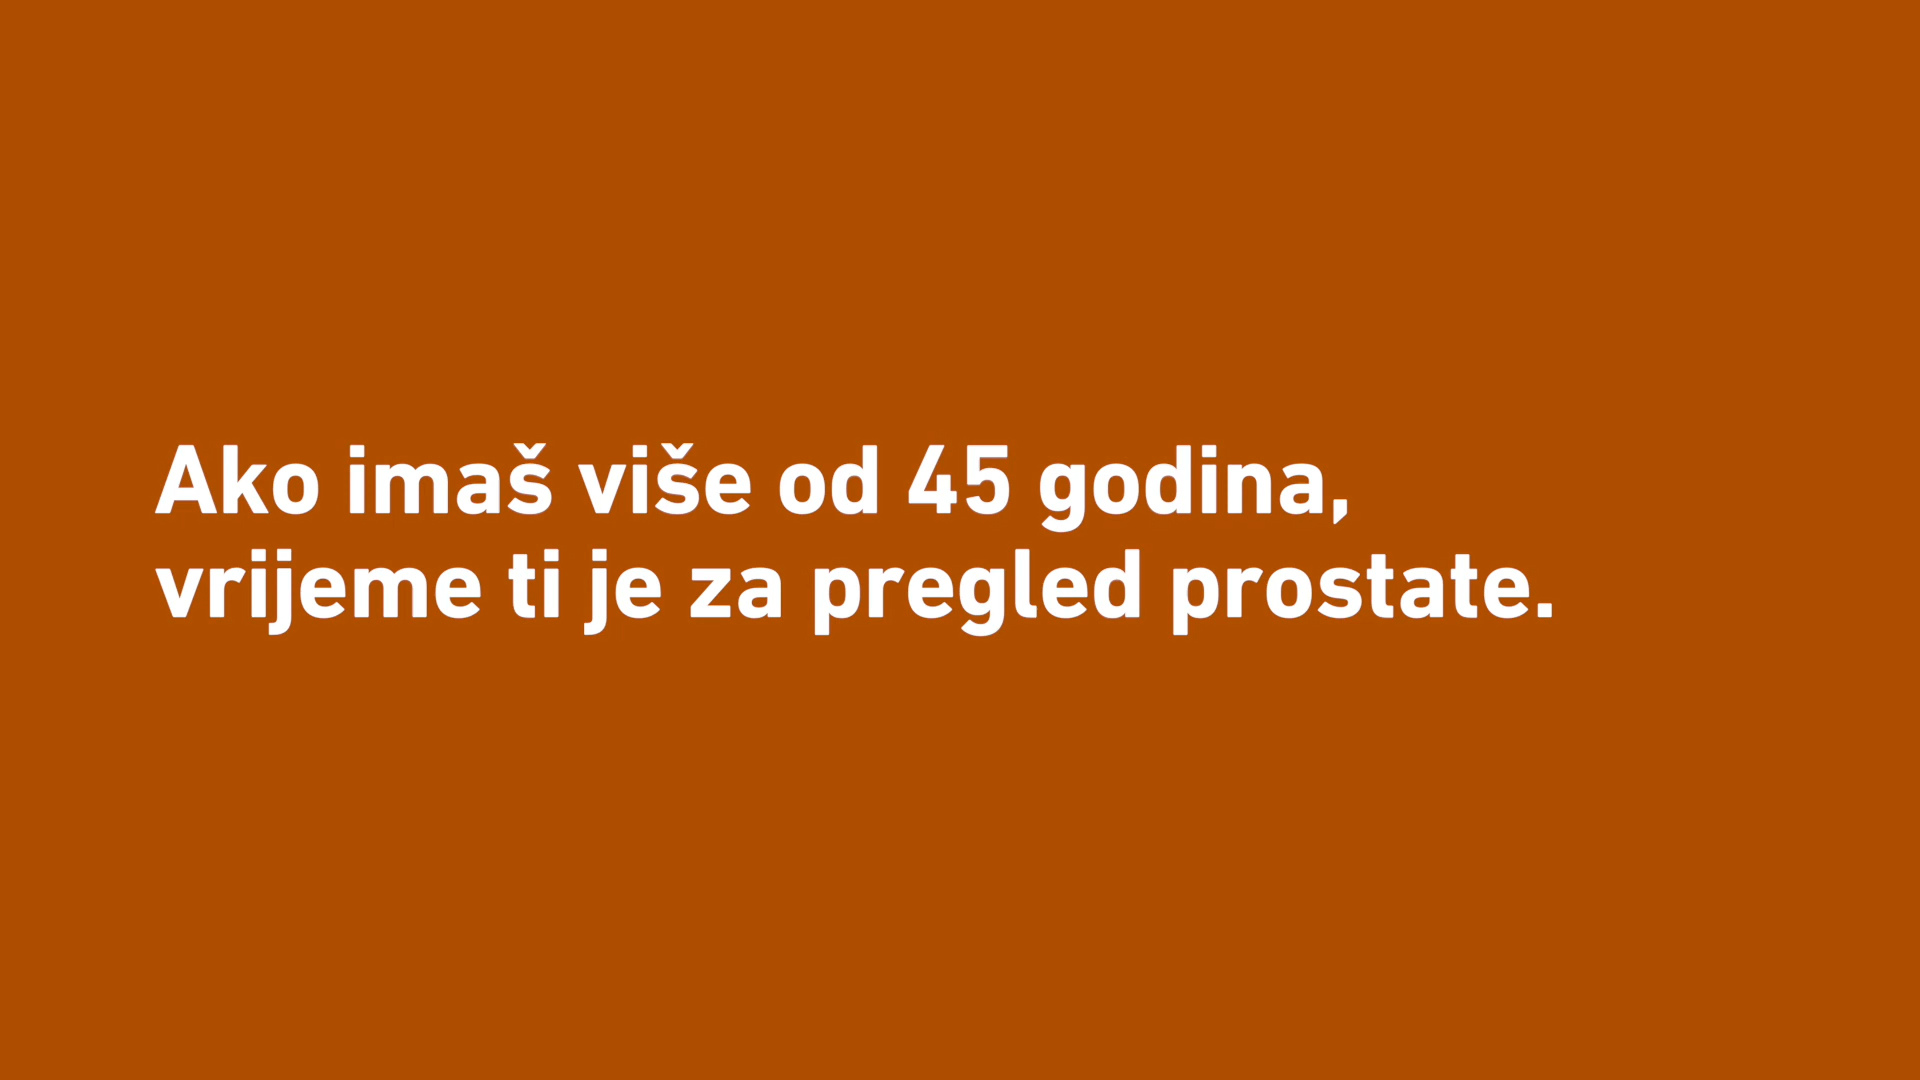 Ako imaš više od 45 godina,
vrijeme ti je za pregled prostate.